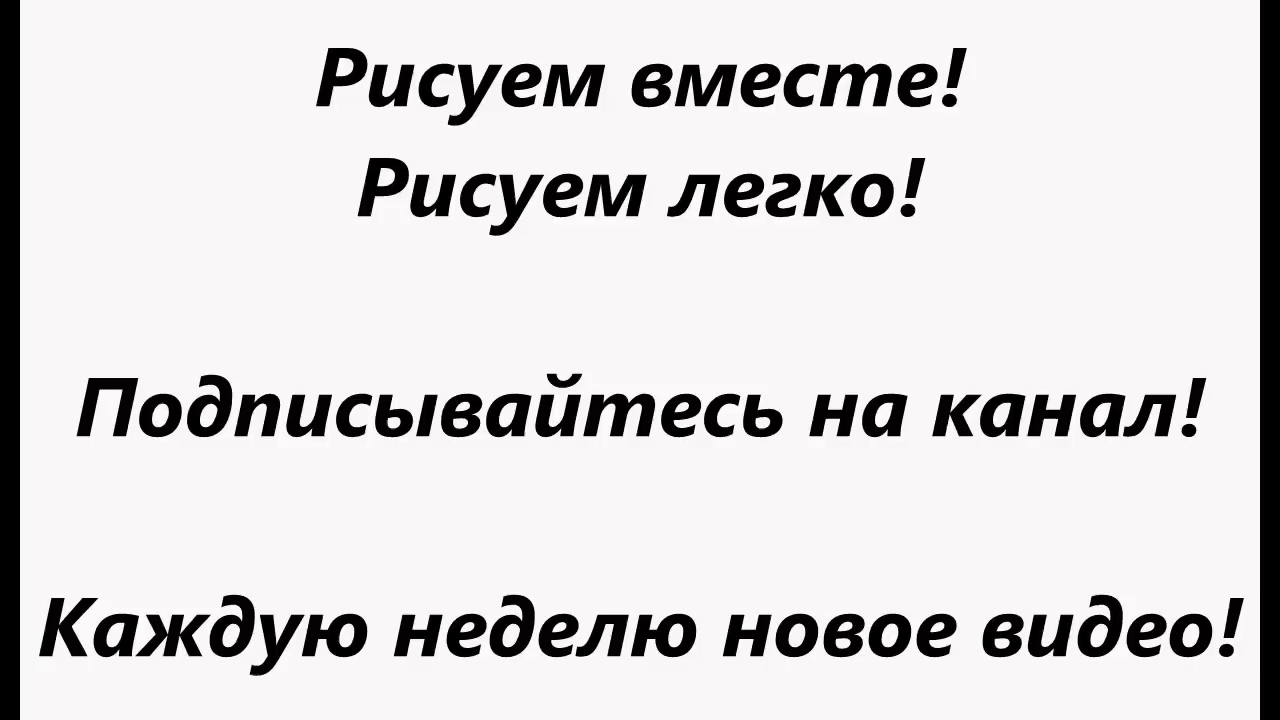 Рисуем вместе!
Рисуем легко!
Подписывайтесь на канал!
Каждую неделю новое видео!